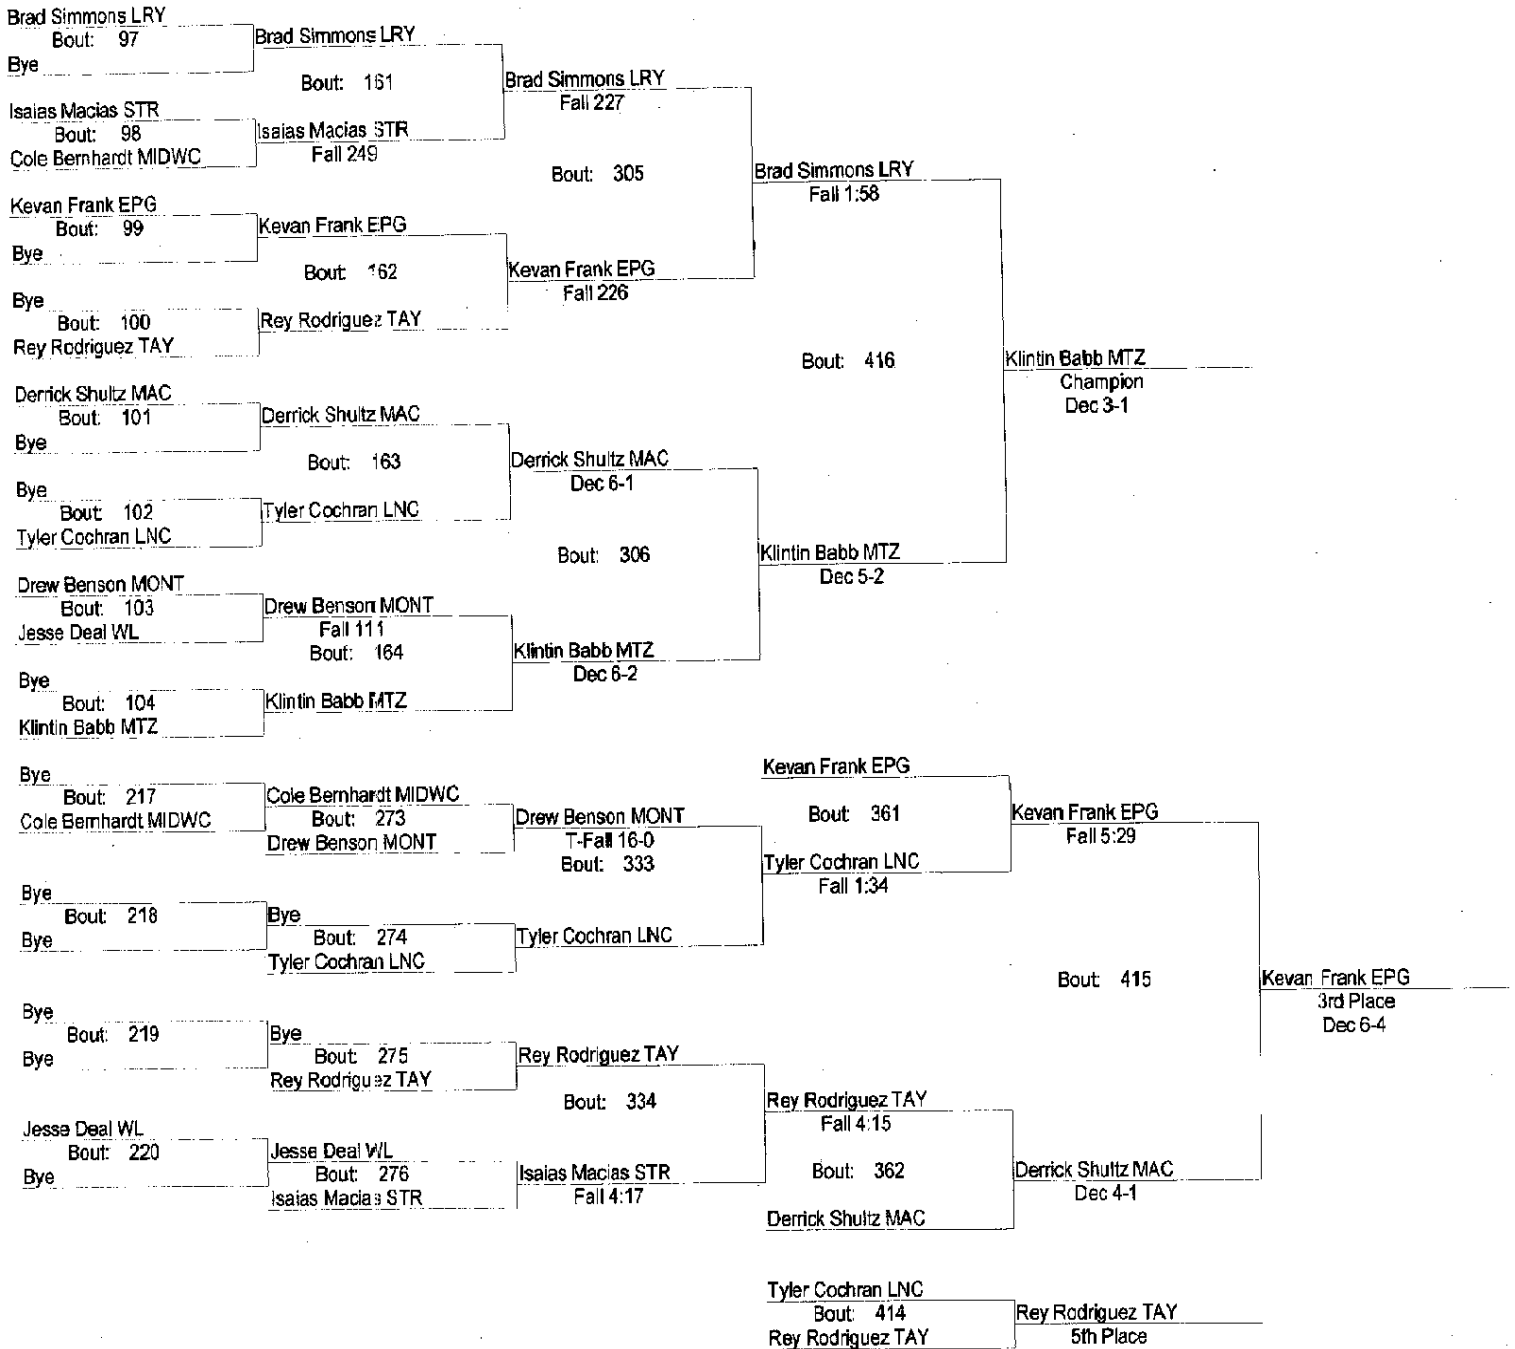 Brad Simmons LRY
Bout: 97
Bye
Brad Simmons LRY
Bout: 161
Isaias Macias STR
Bout: 98
Cole Bernhardt MIDWC
Isaias Macias STR
Fall 249
Brad Simmons LRY
Fall 227
Bout: 305
Kevan Frank EPG
Bout: 99
Bye
Kevan Frank EPG
Bout: 162
Bye
Bout: 100
Rey Rodriguez TAY
Rey Rodriguez TAY
Kevan Frank EPG
Fall 226
Brad Simmons LRY
Fall 1:58
Bout: 416
Derrick Shultz MAC
Bout: 101
Bye
Derrick Shultz MAC
Bout: 163
Bye
Bout: 102
Tyler Cochran LNC
Tyler Cochran LNC
Derrick Shultz MAC
Dec 6-1
Bout: 306
Drew Benson MONT
Bout: 103
Jesse Deal WL
Drew Benson MONT
Fall 111
Bout: 164
Bye
Bout: 104
Klintin Babb MTZ
Klintin Babb MTZ
Klintin Babb MTZ
Dec 6-2
Klintin Babb MTZ
Dec 5-2
Klintin Babb MTZ
Champion
Dec 3-1
Bye
Bout: 217
Cole Bernhardt MIDWC
Cole Bernhardt MIDWC
Bout: 273
Drew Benson MONT
Drew Benson MONT
T-Fall 16-0
Bout: 333
Bye
Bout: 218
Bye
Bye
Bout: 274
Tyler Cochran LNC
Tyler Cochran LNC
Kevan Frank EPG
Bout: 361
Tyler Cochran LNC
Fall 1:34
Kevan Frank EPG
Fall 5:29
Bout: 415
Bye
Bout: 219
Bye
Bye
Bout: 275
Rey Rodriguez TAY
Rey Rodriguez TAY
Bout: 334
Jesse Deal WL
Bout: 220
Bye
Jesse Deal WL
Bout: 276
Isaias Macias STR
Isaias Macias STR
Fall 4:17
Rey Rodriguez TAY
Fall 4:15
Bout: 362
Derrick Shultz MAC
Derrick Shultz MAC
Dec 4-1
Kevan Frank EPG
3rd Place
Dec 6-4
Tyler Cochran LNC
Bout: 414
Rey Rodriguez TAY
Rey Rodriguez TAY
5th Place